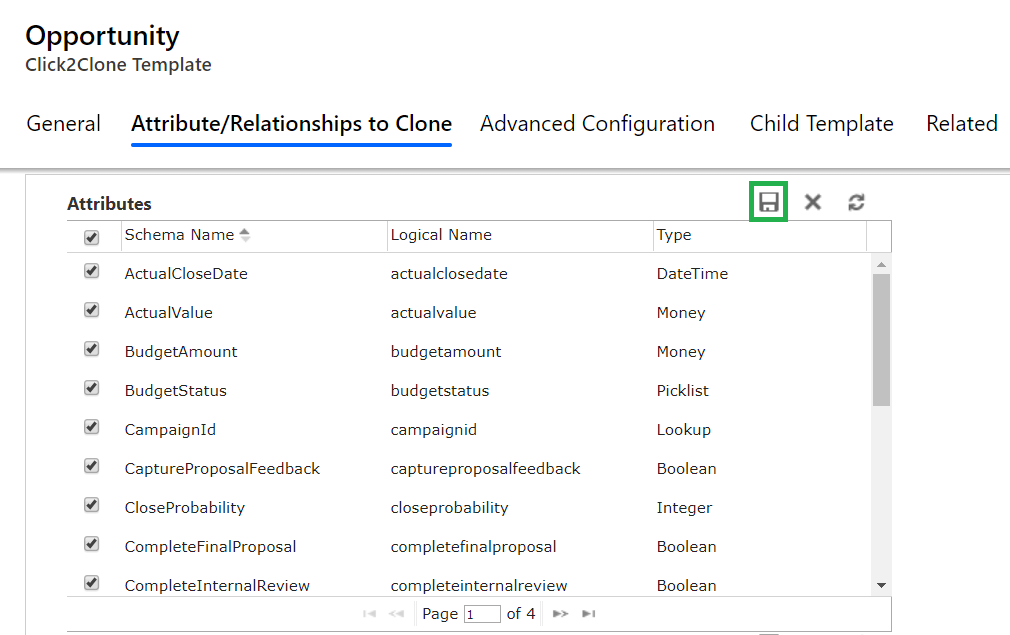 Opportunity
Click2Clone Template
General Attribute/Relationships to Clone Advanced Configuration Child Template Related
Attributes
Schema Name Logical Name Type
ActualCloseDate actualclosedate DateTime
ActualValue actualvalue Money
BudgetAmount budgetamount Money
BudgetStatus budgetstatus Picklist
CampaignId campaignid Lookup
CaptureProposalFeedback captureproposalfeedback Boolean
CloseProbability closeprobability Integer
CompleteFinalProposal completefinalproposal Boolean
CompleteInternalReview completeinternalreview Boolean
Page 1 of 4